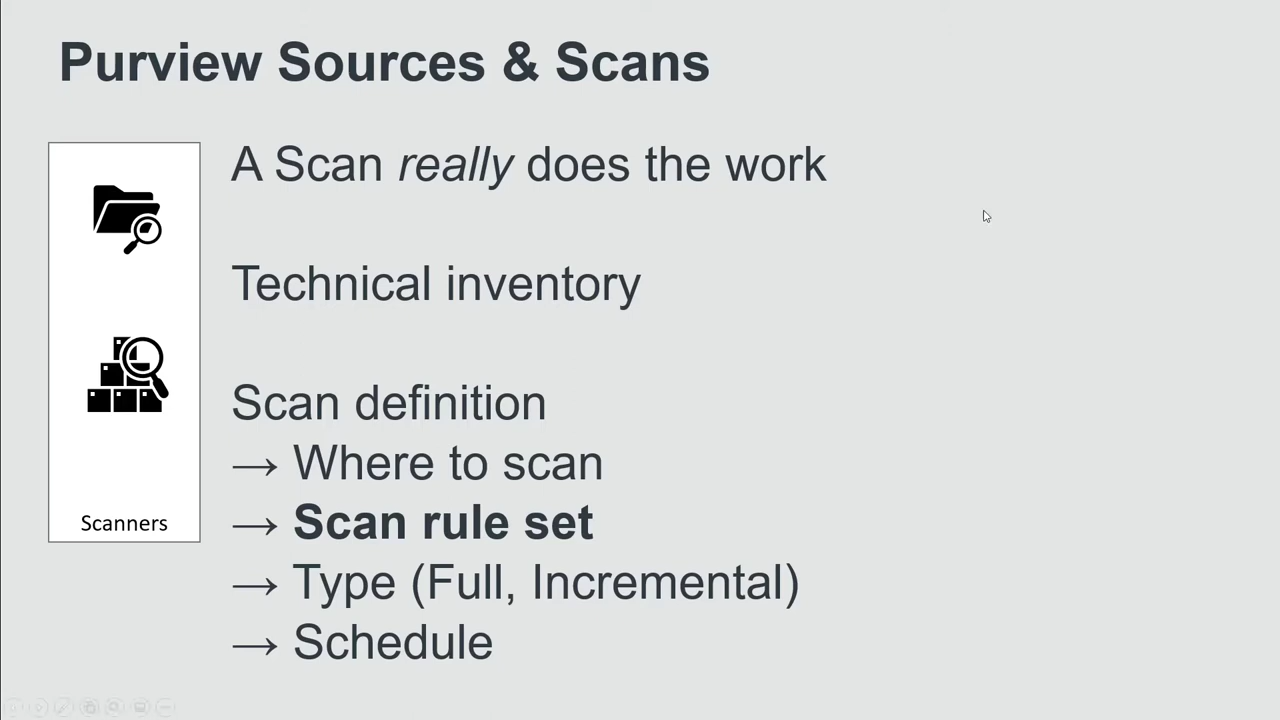 Purview Sources & Scans
A Scan really does the work
Technical inventory
Scan definition
→ Where to scan
→ Scan rule set
→ Type (Full, Incremental)
→ Schedule
Scanners